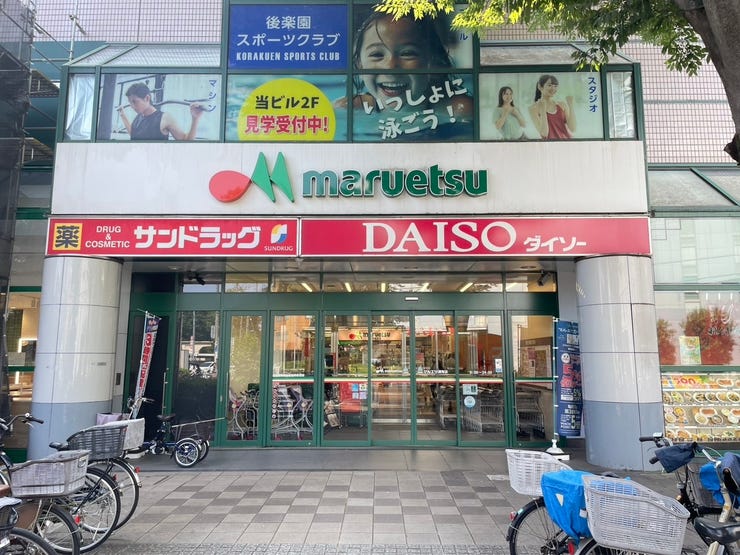 後楽園
スポーツクラブ
KORAKUEN SPORTS CLUB
マシン
当ビル2F
見学受付中!
いっしょに
泳ごう!
スタジオ
maruetsu
薬
DRUG
&
COSMETIC
サンドラッグ
SUNDRUG
DAISO ダイソー
maruetsu